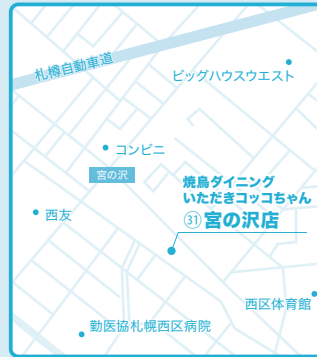 札樽自動車道
ビッグハウスウエスト
コンビニ
宮の沢
焼鳥ダイニング
いただきコッコちゃん
㉛宮の沢店
西友
西区体育館
勤医協札幌西区病院